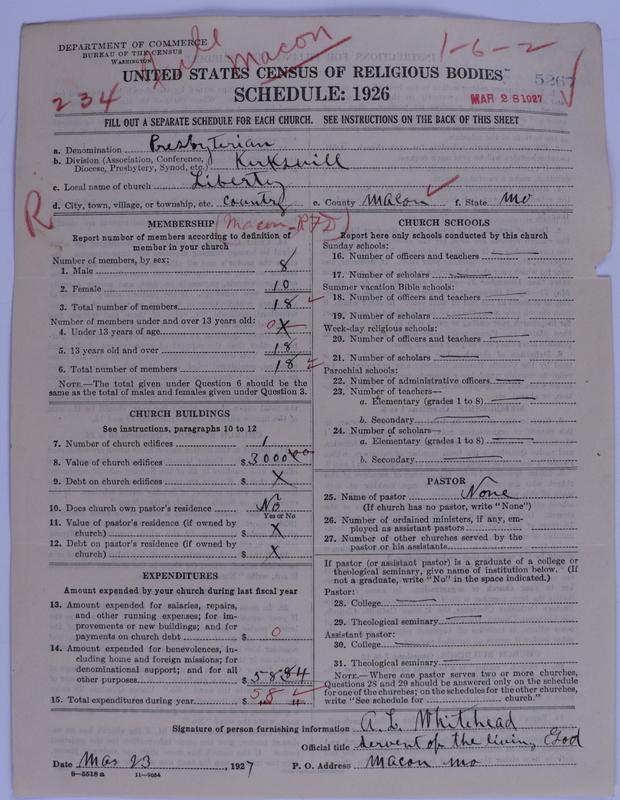 DEPARTMENT OF COMMERCE
BUREAU OF THE CENSUS
WASHINGTON
Macon
1-6-2
UNITED STATES CENSUS OF RELIGIOUS BODIES
5267
234
SCHEDULE: 1926
MAR 28 1927
FILL OUT A SEPARATE SCHEDULE FOR EACH CHURCH. SEE INSTRUCTIONS ON THE BACK OF THIS SHEET
a. Denomination Presbyterian
b. Division (Association, Conference, Diocese, Presbytery, Synod, etc.) Kirksvill
c. Local name of church Liberty
d. City, town, village, or township, etc. Country e. County Macon f. State Mo
R
(Macon-RFD)
MEMBERSHIP
Report number of members according to definition of
member in your church
Number of members, by sex:
1. Male 8
2. Female 10
3. Total number of members 18
Number of members under and over 13 years old:
4. Under 13 years of age 0 X
5. 13 years old and over 18
6. Total number of members 18
NOTE.—The total given under Question 6 should be the
same as the total of males and females given under Question 3.
CHURCH BUILDINGS
See instructions, paragraphs 10 to 12
7. Number of church edifices 1
8. Value of church edifices $ 3000
9. Debt on church edifices $ X
10. Does church own pastor's residence No
Yes or No
11. Value of pastor's residence (if owned by
church) $ X
12. Debt on pastor's residence (if owned by
church) $ X
EXPENDITURES
Amount expended by your church during last fiscal year
13. Amount expended for salaries, repairs,
and other running expenses; for im-
provements or new buildings; and for
payments on church debt $ 0
14. Amount expended for benevolences, in-
cluding home and foreign missions; for
denominational support; and for all
other purposes $ 5884
15. Total expenditures during year $ 58
CHURCH SCHOOLS
Report here only schools conducted by this church
Sunday schools:
16. Number of officers and teachers
17. Number of scholars
Summer vacation Bible schools:
18. Number of officers and teachers
19. Number of scholars
Week-day religious schools:
20. Number of officers and teachers
21. Number of scholars
Parochial schools:
22. Number of administrative officers
23. Number of teachers—
a. Elementary (grades 1 to 8)
b. Secondary
24. Number of scholars—
a. Elementary (grades 1 to 8)
b. Secondary
PASTOR
25. Name of pastor None
(If church has no pastor, write "None")
26. Number of ordained ministers, if any, em-
ployed as assistant pastors
27. Number of other churches served by the
pastor or his assistants
If pastor (or assistant pastor) is a graduate of a college or
theological seminary, give name of institution below. (If
not a graduate, write "No" in the space indicated.)
Pastor:
28. College
29. Theological seminary
Assistant pastor:
30. College
31. Theological seminary
NOTE.—Where one pastor serves two or more churches,
Questions 28 and 29 should be answered only on the schedule
for one of the churches; on the schedules for the other churches,
write "See schedule for church."
Signature of person furnishing information A. L. Whitehead
Official title Servent of the living God
Date Mar 23, 1927 P. O. Address Macon Mo
8—5518 a 11—9054